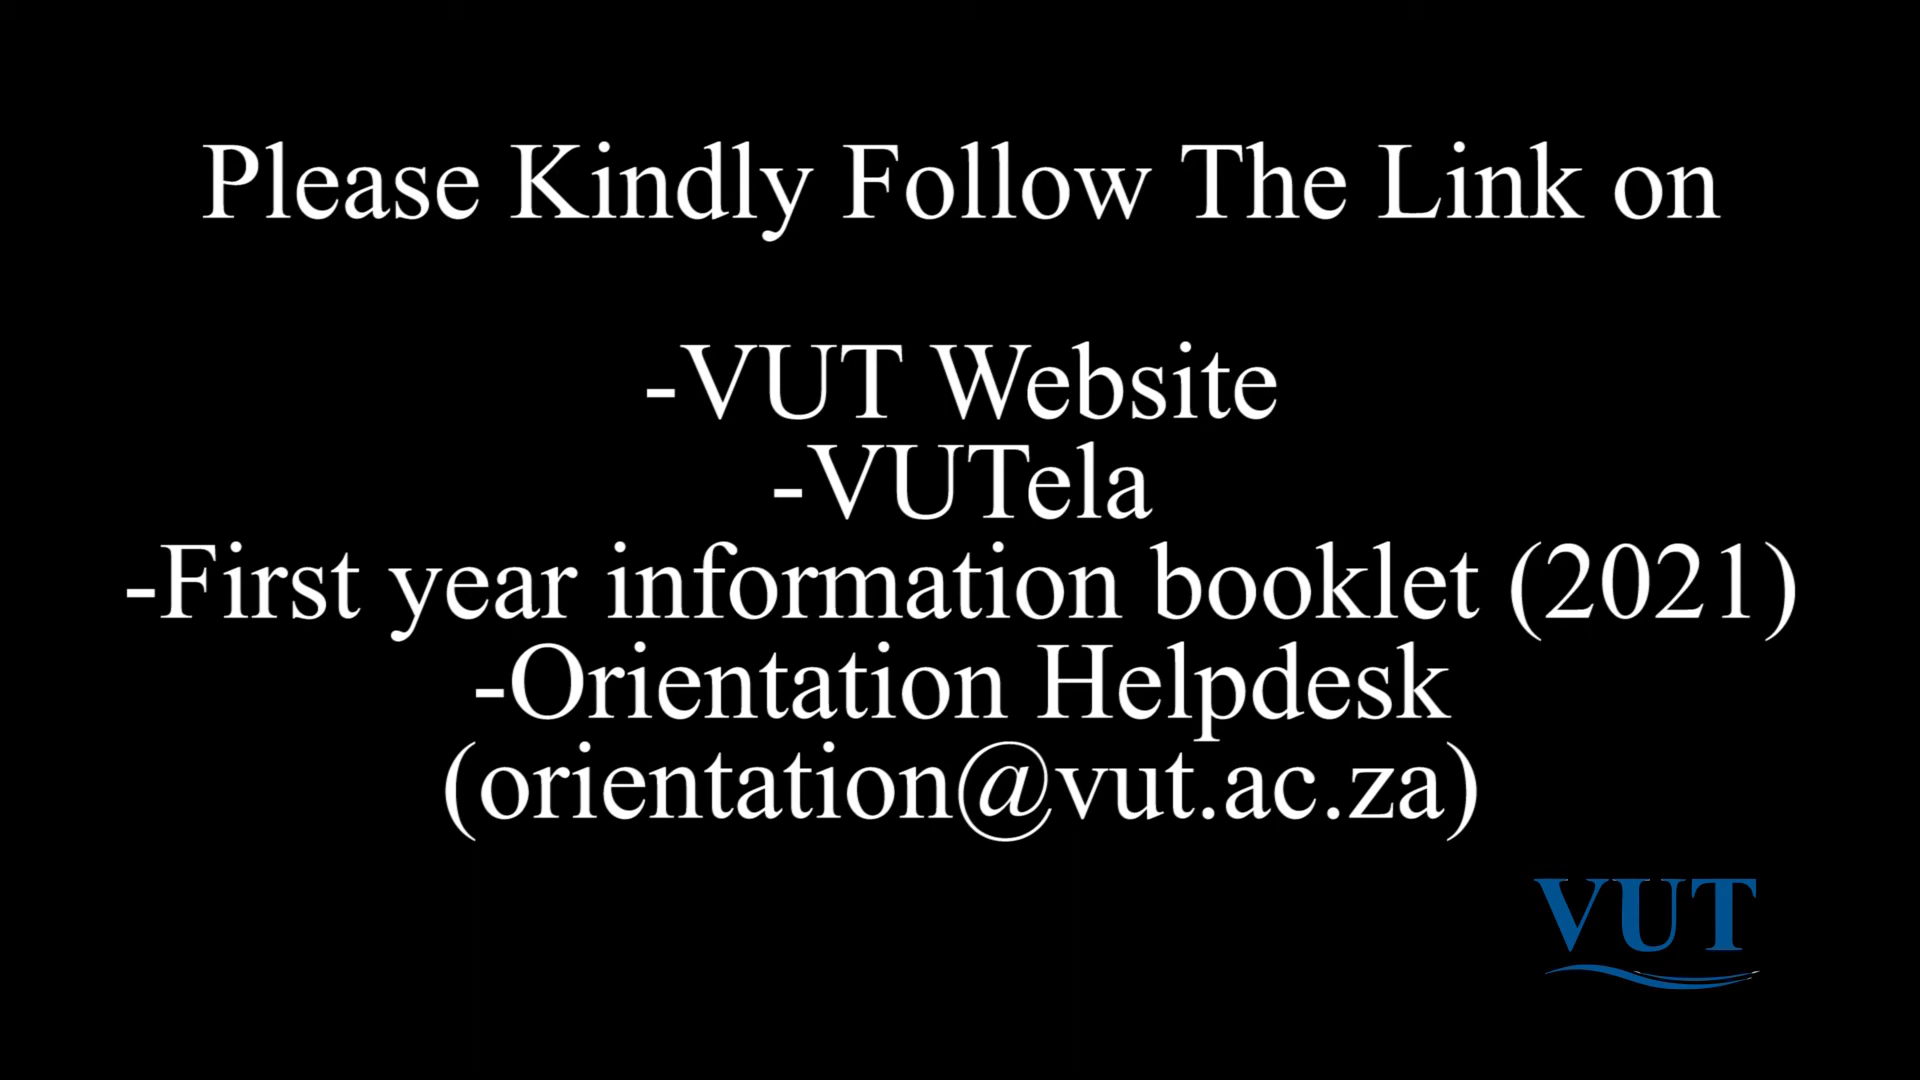 Please Kindly Follow The Link on
-VUT Website
-VUTela
-First year information booklet (2021)
-Orientation Helpdesk
(orientation@vut.ac.za)
VUT